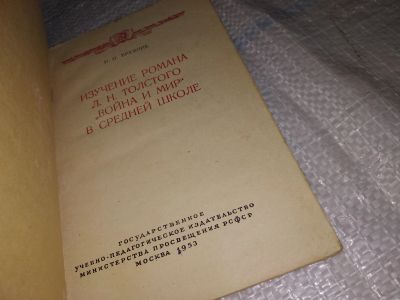 ИЗУЧЕНИЕ РОМАНА
Л. Н. ТОЛСТОГО
„ВОЙНА И МИР“
В СРЕДНЕЙ ШКОЛЕ
ГОСУДАРСТВЕННОЕ
УЧЕБНО-ПЕДАГОГИЧЕСКОЕ ИЗДАТЕЛЬСТВО
МИНИСТЕРСТВА ПРОСВЕЩЕНИЯ РСФСР
МОСКВА 1953